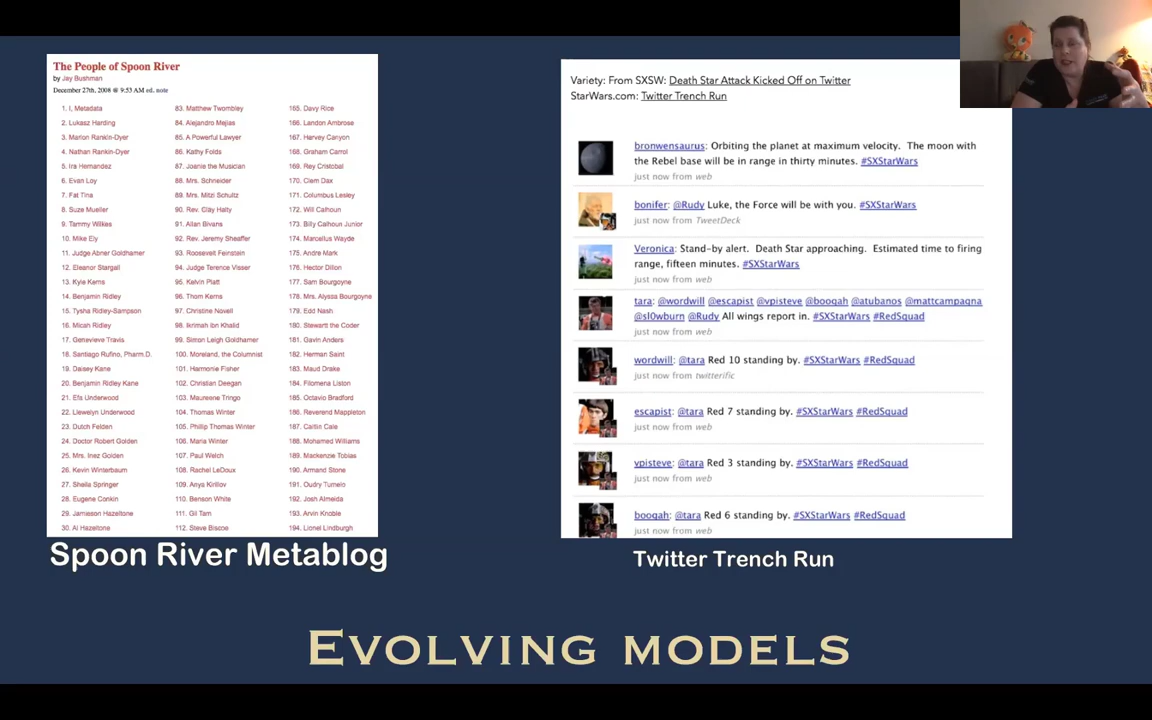 The People of Spoon River
by Jay Bushman
December 27th, 2008 @ 9:53 AM ed. note
1. I, Metadata
2. Lukasz Harding
3. Marion Rankin-Dyer
4. Nathan Rankin-Dyer
5. Ira Hernandez
6. Evan Loy
7. Fat Tina
8. Suze Mueller
9. Tammy Wilkes
10. Mike Ely
11. Judge Abner Goldhamer
12. Eleanor Stargall
13. Kyle Kerns
14. Benjamin Ridley
15. Tysha Ridley-Sampson
16. Micah Ridley
17. Genevieve Travis
18. Santiago Rufino, Pharm.D.
19. Daisey Kane
20. Benjamin Ridley Kane
21. Efa Underwood
22. Llewelyn Underwood
23. Dutch Felden
24. Doctor Robert Golden
25. Mrs. Inez Golden
26. Kevin Winterbaum
27. Sheila Springer
28. Eugene Conkin
29. Jamieson Hazeltone
30. Al Hazeltone
83. Matthew Twombley
84. Alejandro Mejias
85. A Powerful Lawyer
86. Kathy Folds
87. Joanie the Musician
88. Mrs. Schneider
89. Mrs. Mitzi Schultz
90. Rev. Clay Halty
91. Allan Bivans
92. Rev. Jeremy Sheaffer
93. Roosevelt Feinstein
94. Judge Terence Visser
95. Kelvin Platt
96. Thom Kerns
97. Christine Novell
98. Ikrimah Ibn Khalid
99. Simon Leigh Goldhamer
100. Moreland, the Columnist
101. Harmonie Fisher
102. Christian Deegan
103. Maureene Tringo
104. Thomas Winter
105. Phillip Thomas Winter
106. Maria Winter
107. Paul Welch
108. Rachel LeDoux
109. Anya Kirilov
110. Benson White
111. Gil Tam
112. Steve Biscoe
165. Davy Rice
166. Landon Ambrose
167. Harvey Canyon
168. Graham Carrol
169. Rey Cristobal
170. Clem Dax
171. Columbus Lesley
172. Will Calhoun
173. Billy Calhoun Junior
174. Marcellus Wayde
175. Andre Mark
176. Hector Dillon
177. Sam Bourgoyne
178. Mrs. Alyssa Bourgoyne
179. Edd Nash
180. Stewartt the Coder
181. Gavin Anders
182. Herman Saint
183. Maud Drake
184. Filomena Liston
185. Octavio Bradford
186. Reverend Mappleton
187. Caitlin Cale
188. Mohamed Williams
189. Mackenzie Tobias
190. Armand Stone
191. Oudry Tumelo
192. Josh Almeida
193. Arvin Knoble
194. Lionel Lindburgh
Spoon River Metablog
Variety: From SXSW: Death Star Attack Kicked Off on Twitter
StarWars.com: Twitter Trench Run
bronwensaurus: Orbiting the planet at maximum velocity. The moon with
the Rebel base will be in range in thirty minutes. #SXStarWars
just now from web
bonifer: @Rudy Luke, the Force will be with you. #SXStarWars
just now from TweetDeck
Veronica: Stand-by alert. Death Star approaching. Estimated time to firing
range, fifteen minutes. #SXStarWars
just now from web
tara: @wordwill @escapist @vpisteve @booqah @atubanos @mattcampagna
@sl0wburn @Rudy All wings report in. #SXStarWars #RedSquad
just now from web
wordwill: @tara Red 10 standing by. #SXStarWars #RedSquad
just now from twitterific
escapist: @tara Red 7 standing by. #SXStarWars #RedSquad
just now from web
vpisteve: @tara Red 3 standing by. #SXStarWars #RedSquad
just now from web
booqah: @tara Red 6 standing by. #SXStarWars #RedSquad
just now from web
Twitter Trench Run
Evolving models